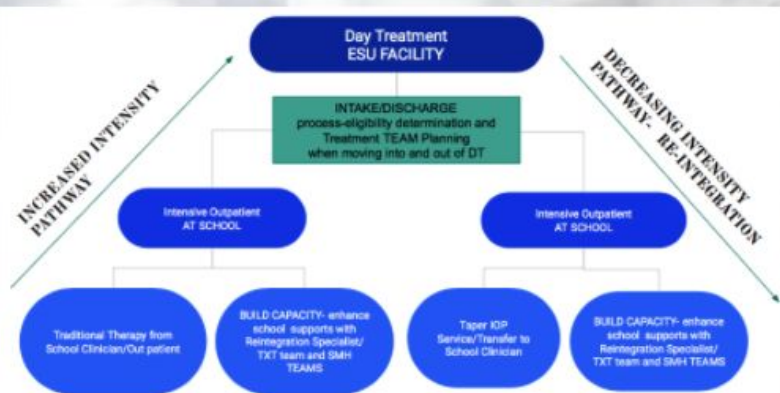 Day Treatment
ESU FACILITY
INCREASED INTENSITY
PATHWAY
DECREASING INTENSITY
PATHWAY- RE-INTEGRATION
INTAKE/DISCHARGE
process-eligibility determination and
Treatment TEAM Planning
when moving into and out of DT
Intensive Outpatient
AT SCHOOL
Intensive Outpatient
AT SCHOOL
Traditional Therapy from
School Clinician/Out patient
BUILD CAPACITY- enhance
school supports with
Reintegration Specialist/
TXT team and SMH
TEAMS
Taper IOP
Service/Transfer to
School Clinician
BUILD CAPACITY- enhance
school supports with
Reintegration Specialist/
TXT team and SMH TEAMS